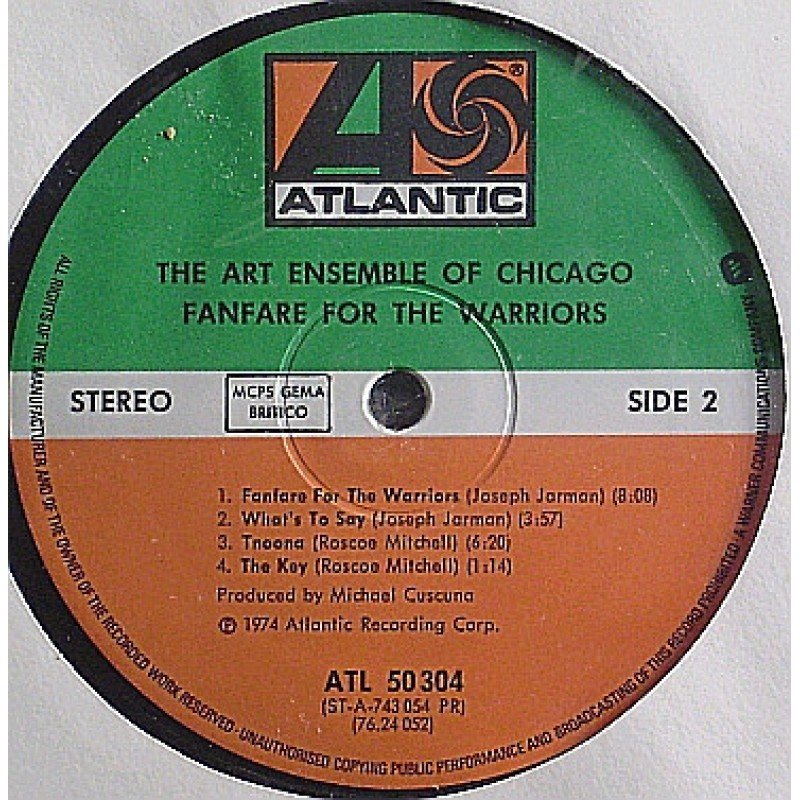 ATLANTIC
®
THE ART ENSEMBLE OF CHICAGO
FANFARE FOR THE WARRIORS
STEREO
MCPS GEMA
BRITICO
SIDE 2
1. Fanfare For The Warriors (Joseph Jarman) (8:08)
2. What's To Say (Joseph Jarman) (3:57)
3. Tnoona (Roscoe Mitchell) (6:20)
4. The Key (Roscoe Mitchell) (1:14)
Produced by Michael Cuscuna
℗ 1974 Atlantic Recording Corp.
ATL 50 304
(ST-A-743 054 PR)
(76.24 052)
ALL RIGHTS OF THE MANUFACTURER AND OF THE OWNER OF THE RECORDED WORK RESERVED - UNAUTHORISED COPYING PUBLIC PERFORMANCE AND BROADCASTING OF THIS RECORD PROHIBITED - A WARNER COMMUNICATIONS COMPANY